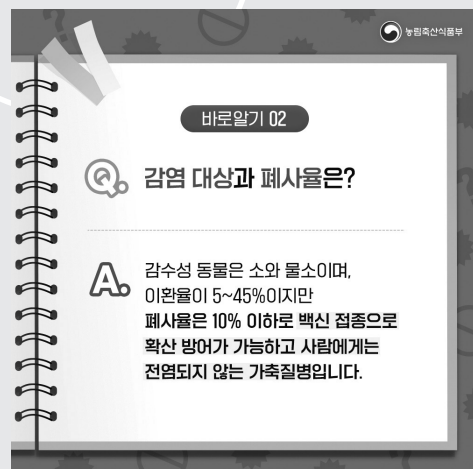 농림축산식품부
바로알기 02
Q. 감염 대상과 폐사율은?
A. 감수성 동물은 소와 물소이며,
이환율이 5~45%이지만
폐사율은 10% 이하로 백신 접종으로
확산 방어가 가능하고 사람에게는
전염되지 않는 가축질병입니다.